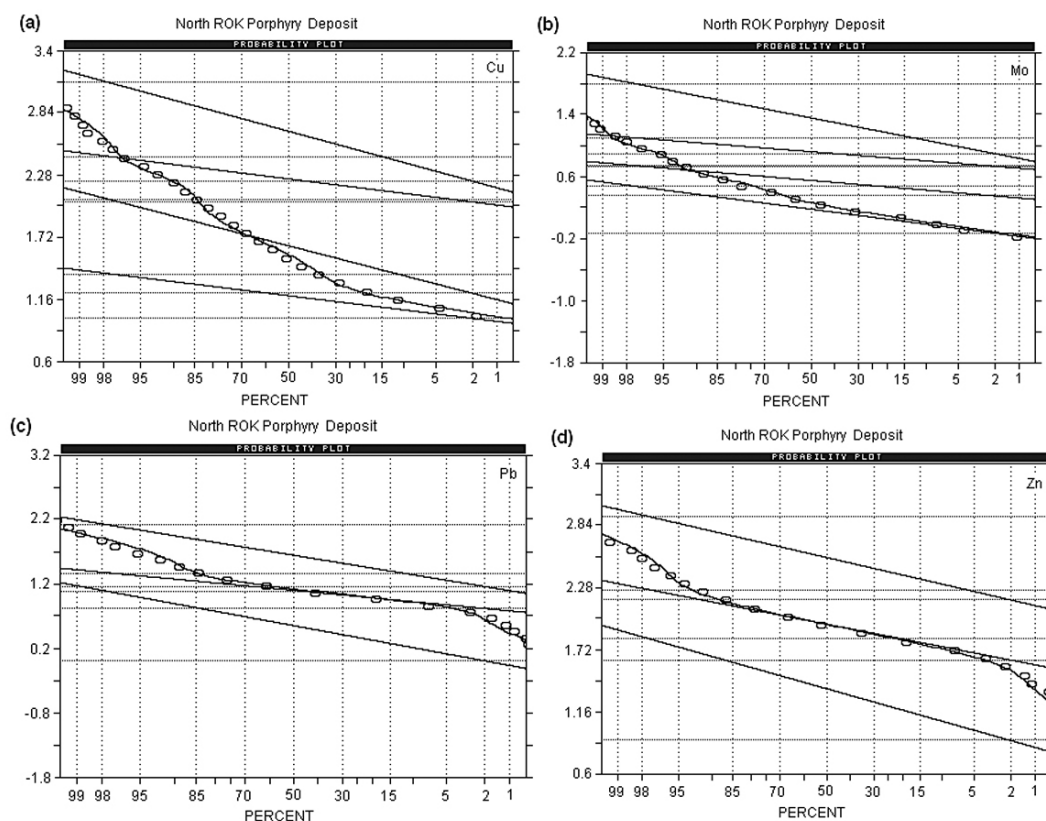 (a)
North ROK Porphyry Deposit
PROBABILITY PLOT
Cu
3.4
2.84
2.28
1.72
1.16
0.6
99 98 95 85 70 50 30 15 5 2 1
PERCENT
(b)
North ROK Porphyry Deposit
PROBABILITY PLOT
Mo
2.2
1.4
0.6
-0.2
-1.0
-1.8
99 98 95 85 70 50 30 15 5 2 1
PERCENT
(c)
North ROK Porphyry Deposit
PROBABILITY PLOT
Pb
3.2
2.2
1.2
0.2
-0.8
-1.8
99 98 95 85 70 50 30 15 5 2 1
PERCENT
(d)
North ROK Porphyry Deposit
PROBABILITY PLOT
Zn
3.4
2.84
2.28
1.72
1.16
0.6
99 98 95 85 70 50 30 15 5 2 1
PERCENT